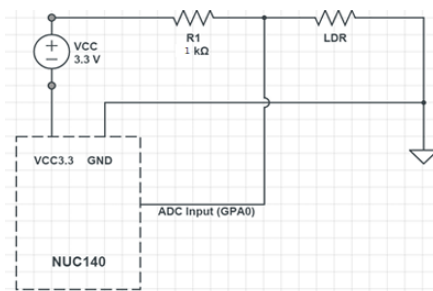 VCC
3.3 V
R1
1 kΩ
LDR
VCC3.3 GND
ADC Input (GPA0)
NUC140